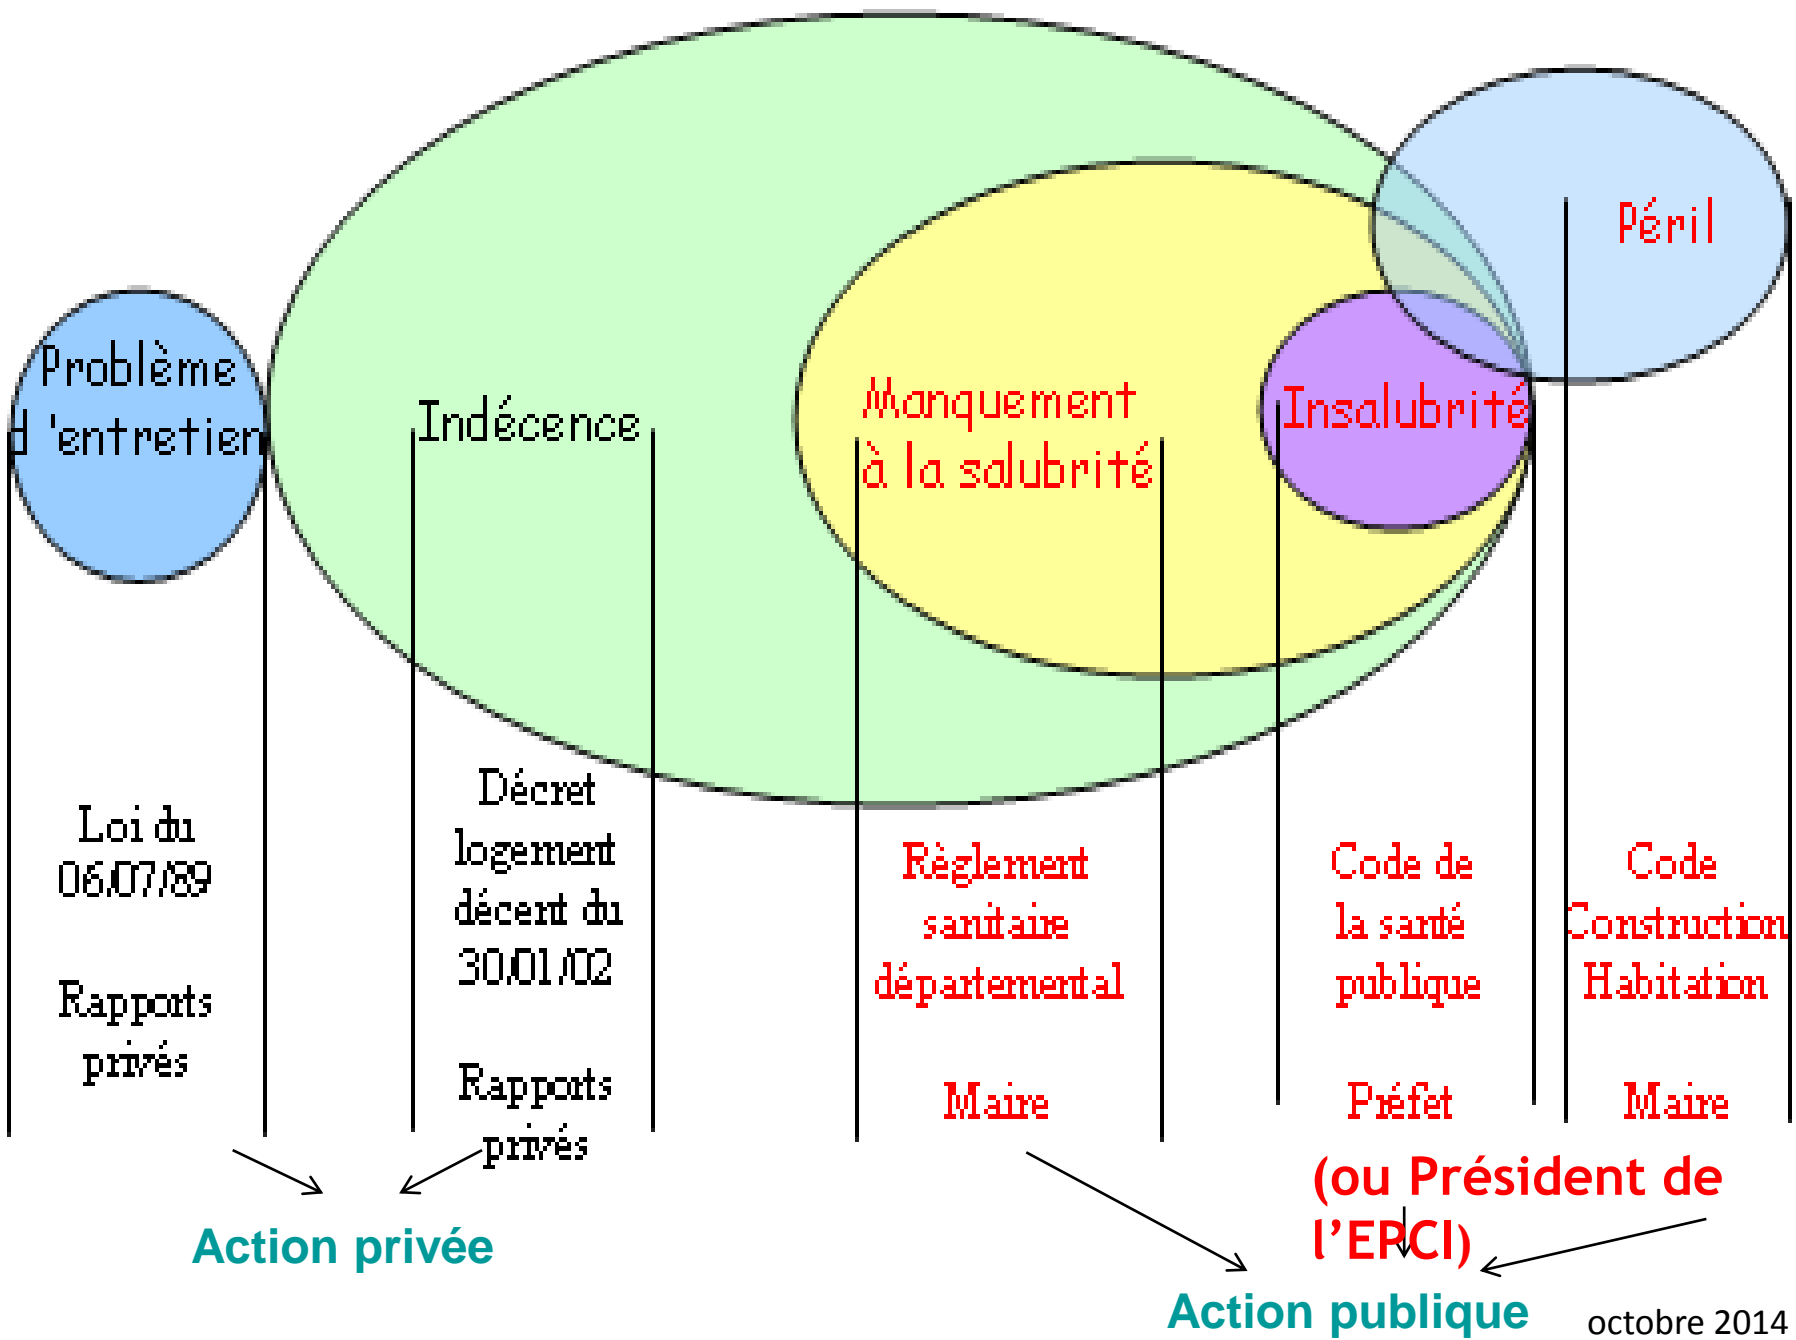 Problème
d 'entretien
Indécence
Manquement
à la salubrité
Insalubrité
Péril
Loi du
06/07/89
Rapports
privés
Décret
logement
décent du
30/01/02
Rapports
privés
Règlement
sanitaire
départemental
Maire
Code de
la santé
publique
Préfet
Code
Construction
Habitation
Maire
(ou Président de
l’EPCI)
Action privée
Action publique
octobre 2014